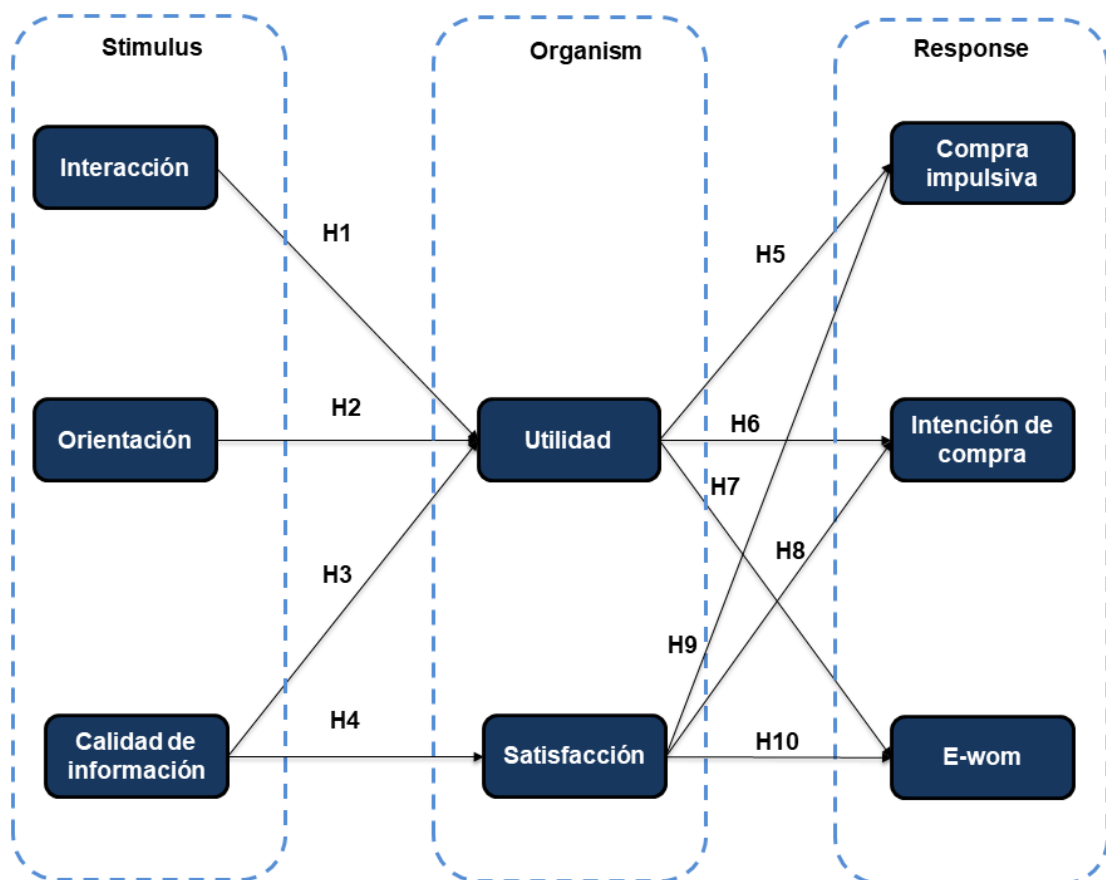 Stimulus
Organism
Response
Interacción
Compra
impulsiva
H1
H5
Orientación
H2
Utilidad
H6
Intención de
compra
H7
H3
H8
H9
Calidad de
información
H4
Satisfacción
H10
E-wom